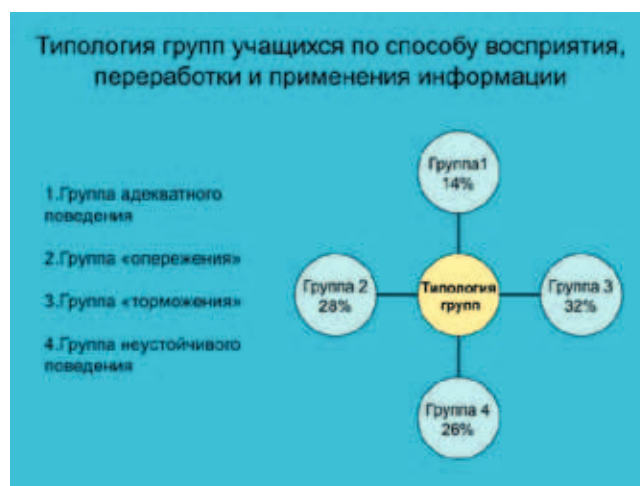 Типология групп учащихся по способу восприятия,
переработки и применения информации
1.Группа адекватного
поведения
2.Группа «опережения»
3.Группа «торможения»
4.Группа неустойчивого
поведения
Группа1
14%
Группа 2
28%
Типология
групп
Группа 3
32%
Группа 4
26%